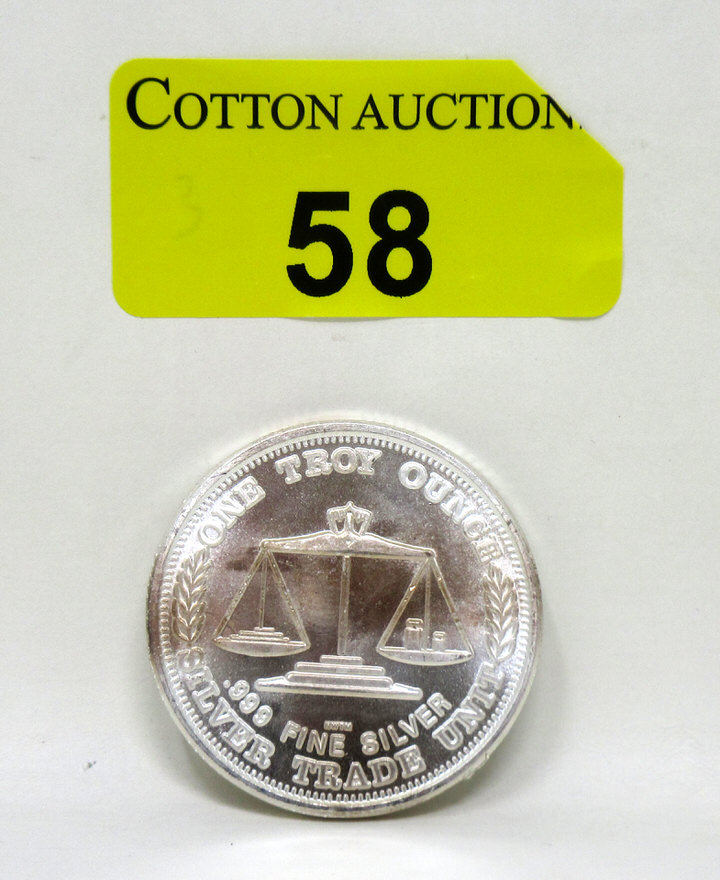 COTTON AUCTION
58
ONE TROY OUNCE
.999 FINE SILVER
SILVER TRADE UNIT